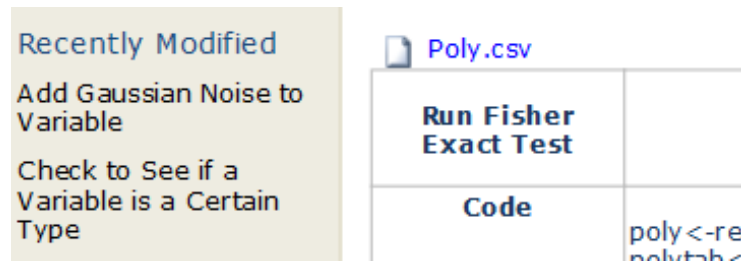 Recently Modified
Add Gaussian Noise to
Variable
Check to See if a
Variable is a Certain
Type
Poly.csv
Run Fisher
Exact Test
Code
poly<-re
polytab<